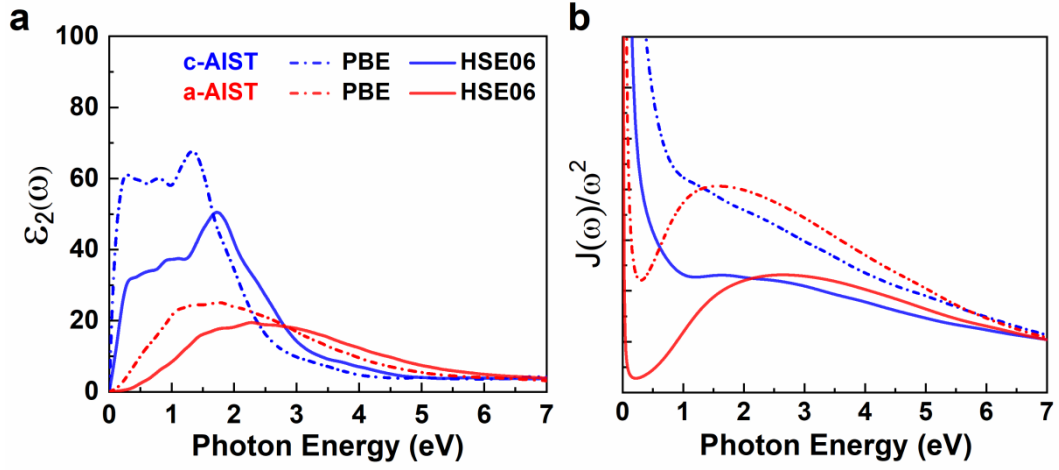 a
100
80
60
40
20
0
ε₂(ω)
c-AIST PBE HSE06
a-AIST PBE HSE06
0 1 2 3 4 5 6 7
Photon Energy (eV)
b
J(ω)/ω²
0 1 2 3 4 5 6 7
Photon Energy (eV)